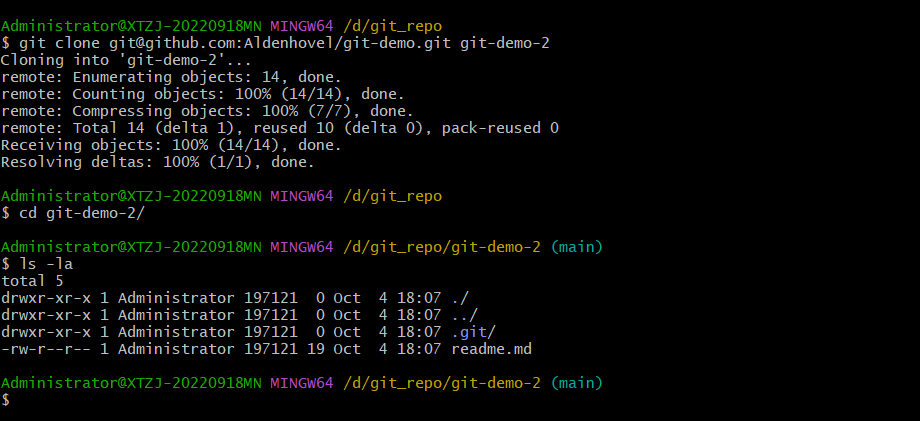 Administrator@XTZJ-20220918MN MINGW64 /d/git_repo
$ git clone git@github.com:Aldenhovel/git-demo.git git-demo-2
Cloning into 'git-demo-2'...
remote: Enumerating objects: 14, done.
remote: Counting objects: 100% (14/14), done.
remote: Compressing objects: 100% (7/7), done.
remote: Total 14 (delta 1), reused 10 (delta 0), pack-reused 0
Receiving objects: 100% (14/14), done.
Resolving deltas: 100% (1/1), done.
Administrator@XTZJ-20220918MN MINGW64 /d/git_repo
$ cd git-demo-2/
Administrator@XTZJ-20220918MN MINGW64 /d/git_repo/git-demo-2 (main)
$ ls -la
total 5
drwxr-xr-x 1 Administrator 197121  0 Oct  4 18:07 ./
drwxr-xr-x 1 Administrator 197121  0 Oct  4 18:07 ../
drwxr-xr-x 1 Administrator 197121  0 Oct  4 18:07 .git/
-rw-r--r-- 1 Administrator 197121 19 Oct  4 18:07 readme.md
Administrator@XTZJ-20220918MN MINGW64 /d/git_repo/git-demo-2 (main)
$